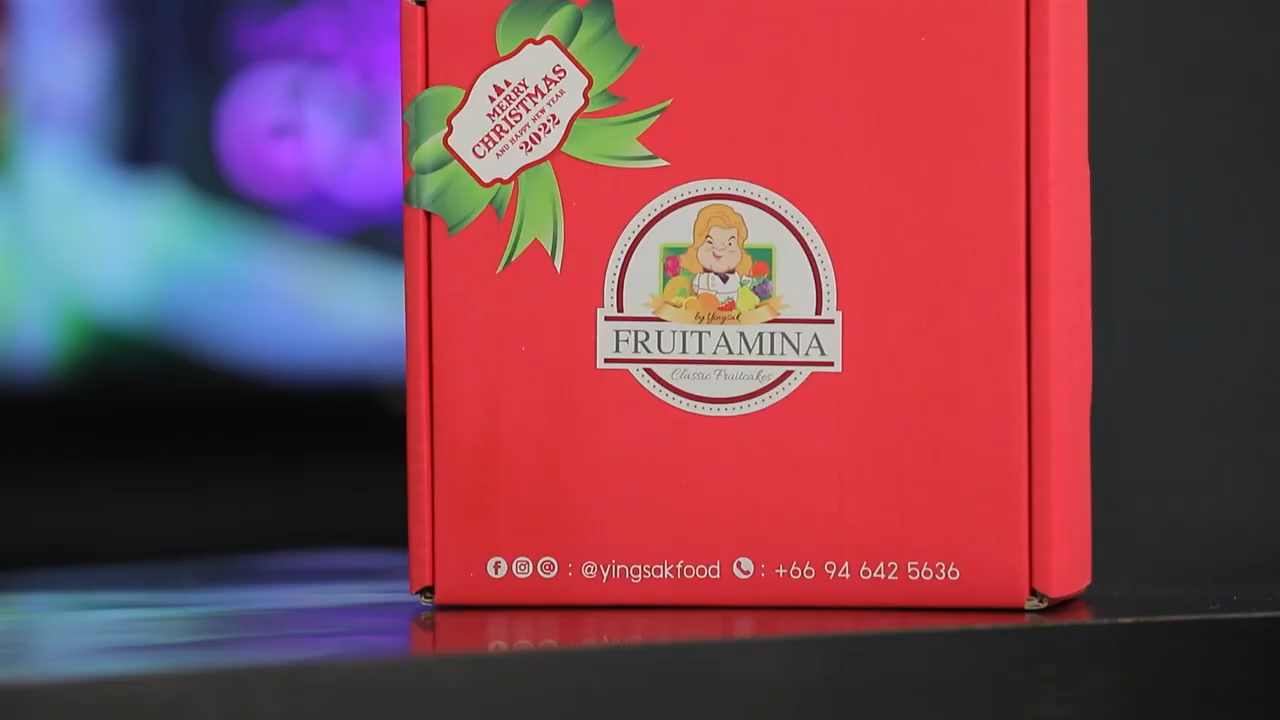 MERRY
CHRISTMAS
AND HAPPY NEW YEAR
2022
by Yingsak
FRUITAMINA
Classic Fruitcakes
@ : @yingsakfood : +66 94 642 5636